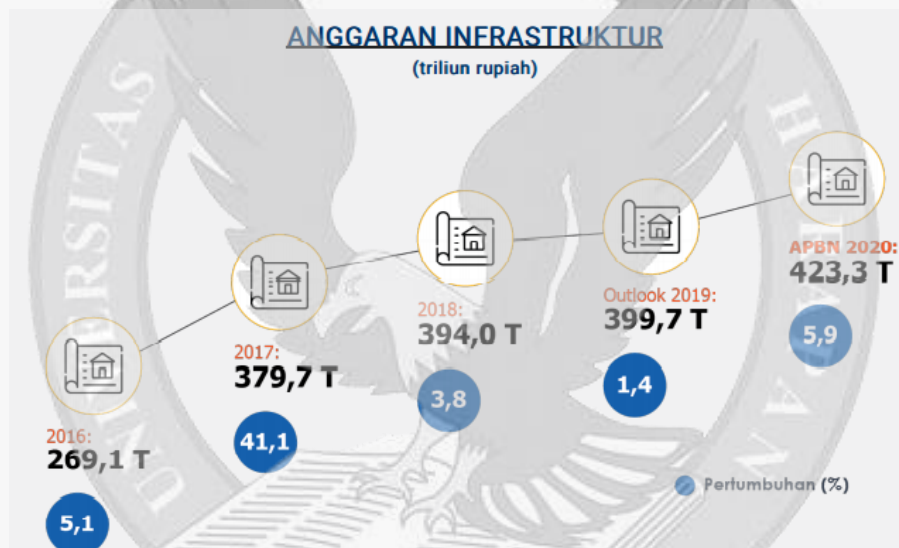 ANGGARAN INFRASTRUKTUR
(triliun rupiah)
2016:
269,1 T
5,1
2017:
379,7 T
41,1
2018:
394,0 T
3,8
Outlook 2019:
399,7 T
1,4
APBN 2020:
423,3 T
5,9
Pertumbuhan (%)
UNIVERSITAS